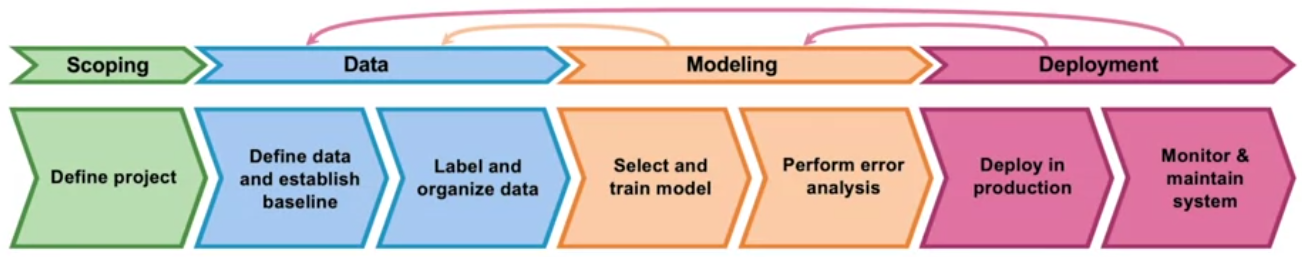 Scoping
Data
Modeling
Deployment
Define project
Define data
and establish
baseline
Label and
organize data
Select and
train model
Perform error
analysis
Deploy in
production
Monitor &
maintain
system